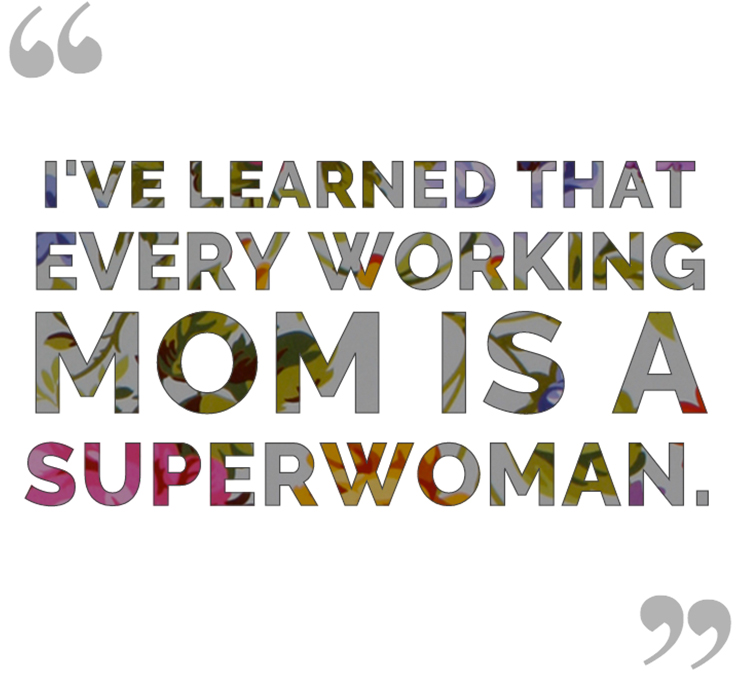 “
I'VE LEARNED THAT
EVERY WORKING
MOM IS A
SUPERWOMAN.
”